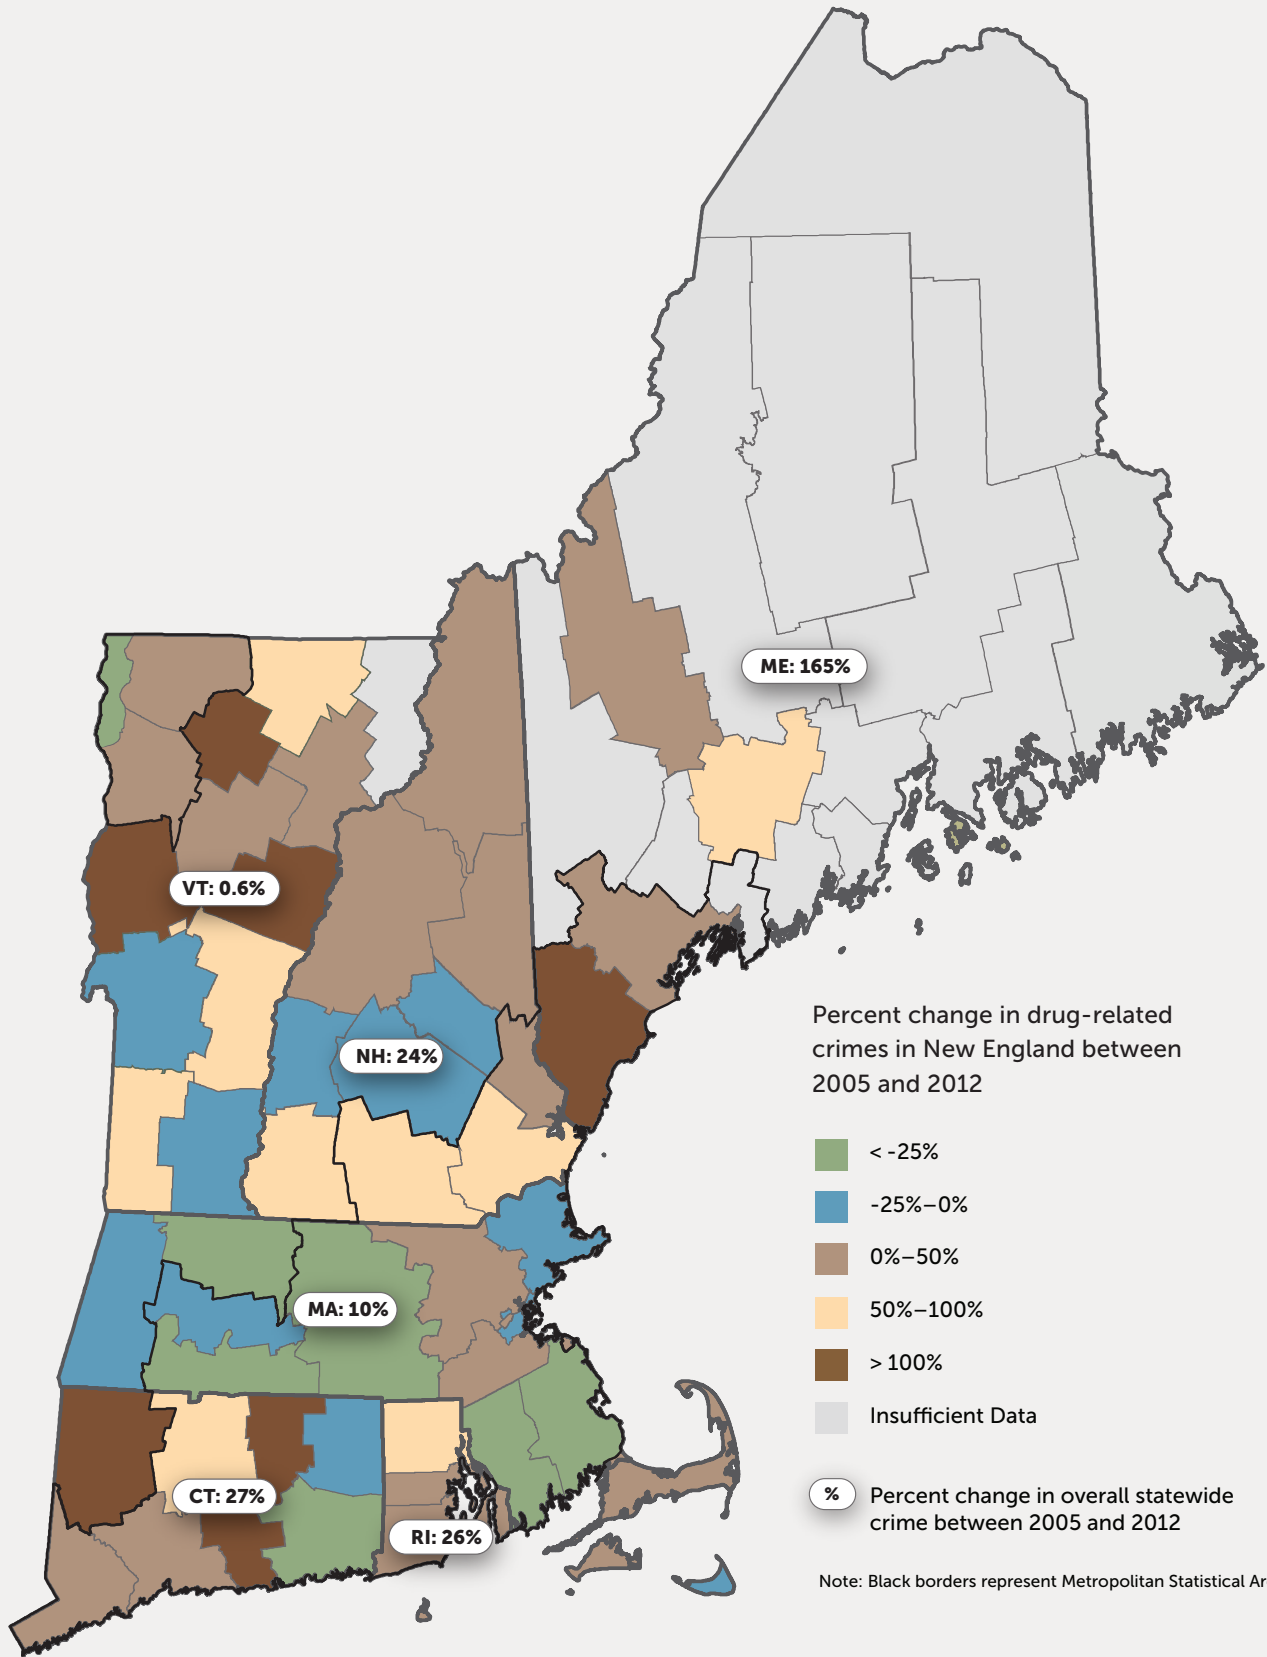 ME: 165%
VT: 0.6%
NH: 24%
MA: 10%
CT: 27%
RI: 26%
Percent change in drug-related
crimes in New England between
2005 and 2012
< -25%
-25%–0%
0%–50%
50%–100%
> 100%
Insufficient Data
% Percent change in overall statewide
crime between 2005 and 2012
Note: Black borders represent Metropolitan Statistical Ar